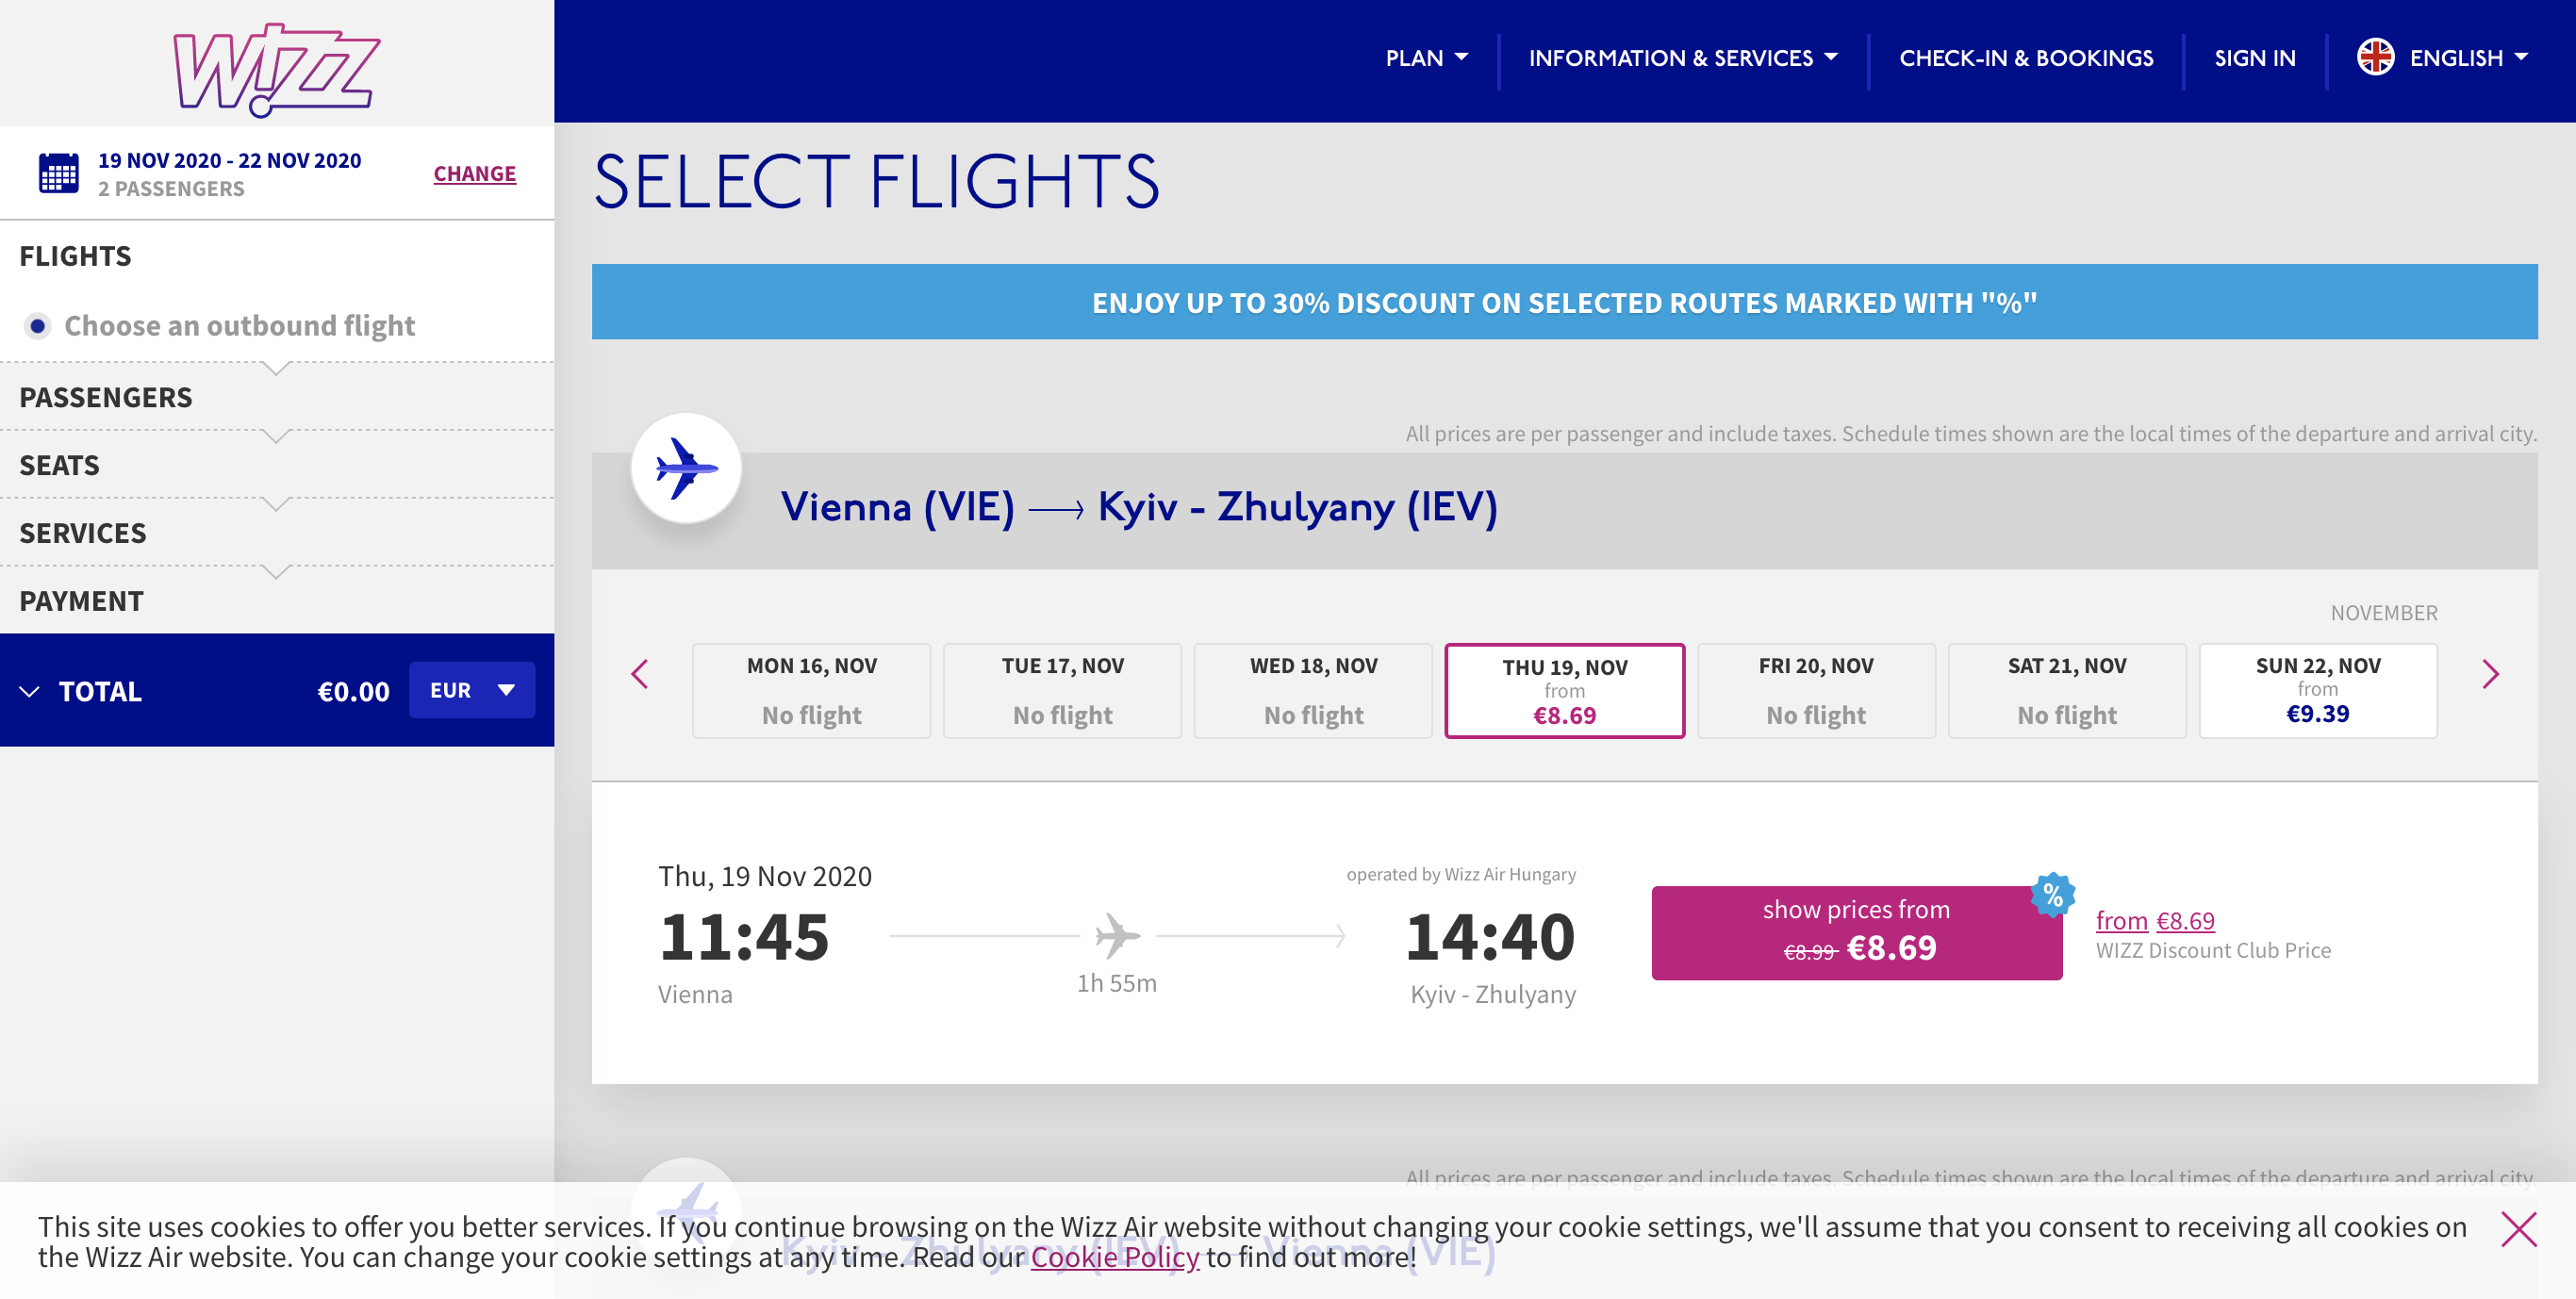 WIZZ
PLAN
INFORMATION & SERVICES
CHECK-IN & BOOKINGS
SIGN IN
ENGLISH
19 NOV 2020 - 22 NOV 2020
2 PASSENGERS
CHANGE
FLIGHTS
Choose an outbound flight
PASSENGERS
SEATS
SERVICES
PAYMENT
TOTAL €0.00 EUR
SELECT FLIGHTS
ENJOY UP TO 30% DISCOUNT ON SELECTED ROUTES MARKED WITH "%"
All prices are per passenger and include taxes. Schedule times shown are the local times of the departure and arrival city.
Vienna (VIE) → Kyiv - Zhulyany (IEV)
NOVEMBER
MON 16, NOV
No flight
TUE 17, NOV
No flight
WED 18, NOV
No flight
THU 19, NOV
from
€8.69
FRI 20, NOV
No flight
SAT 21, NOV
No flight
SUN 22, NOV
from
€9.39
Thu, 19 Nov 2020
operated by Wizz Air Hungary
11:45
14:40
1h 55m
Vienna
Kyiv - Zhulyany
show prices from
€8.99 €8.69
%
from €8.69
WIZZ Discount Club Price
All prices are per passenger and include taxes. Schedule times shown are the local times of the departure and arrival city.
Kyiv - Zhulyany (IEV) → Vienna (VIE)
This site uses cookies to offer you better services. If you continue browsing on the Wizz Air website without changing your cookie settings, we'll assume that you consent to receiving all cookies on
the Wizz Air website. You can change your cookie settings at any time. Read our Cookie Policy to find out more!